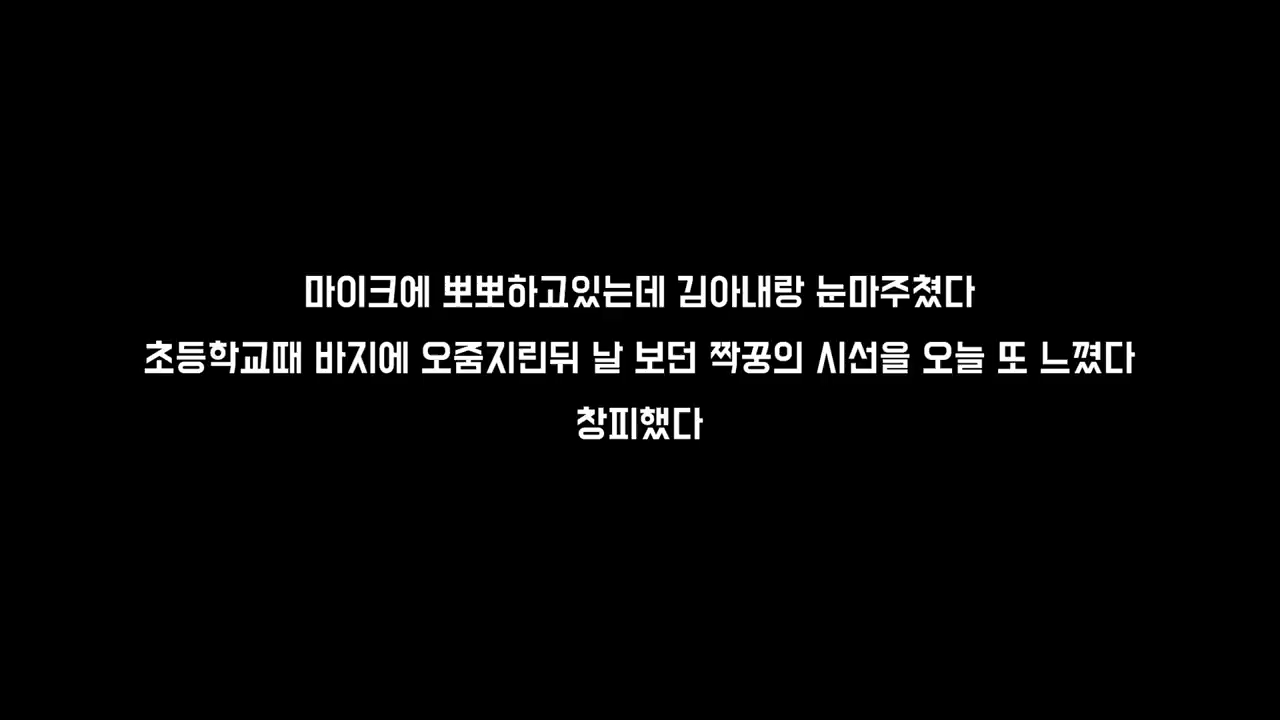 마이크에 뽀뽀하고있는데 김아내랑 눈마주쳤다
초등학교때 바지에 오줌지린뒤 날 보던 짝꿍의 시선을 오늘 또 느꼈다
창피했다